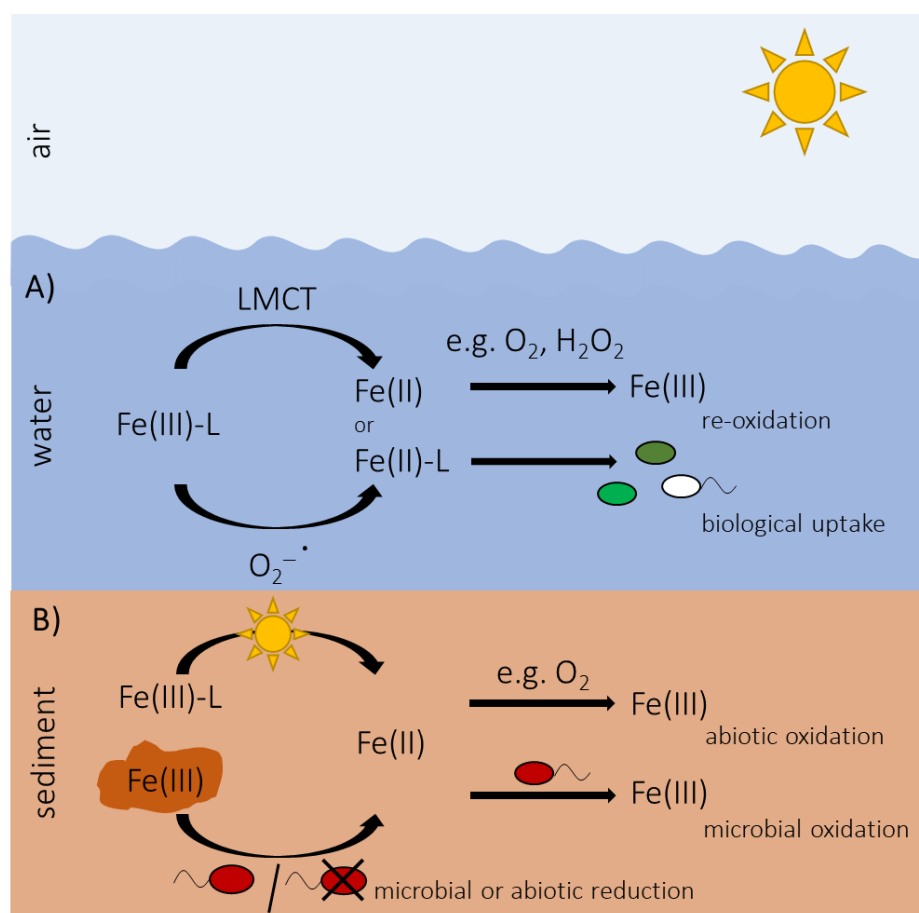 air
A)
LMCT
e.g. O₂, H₂O₂
water
Fe(III)-L
Fe(II)
or
Fe(II)-L
Fe(III)
re-oxidation
biological uptake
O₂⁻ •
B)
sediment
Fe(III)-L
Fe(III)
Fe(II)
e.g. O₂
Fe(III)
abiotic oxidation
Fe(III)
microbial oxidation
microbial or abiotic reduction